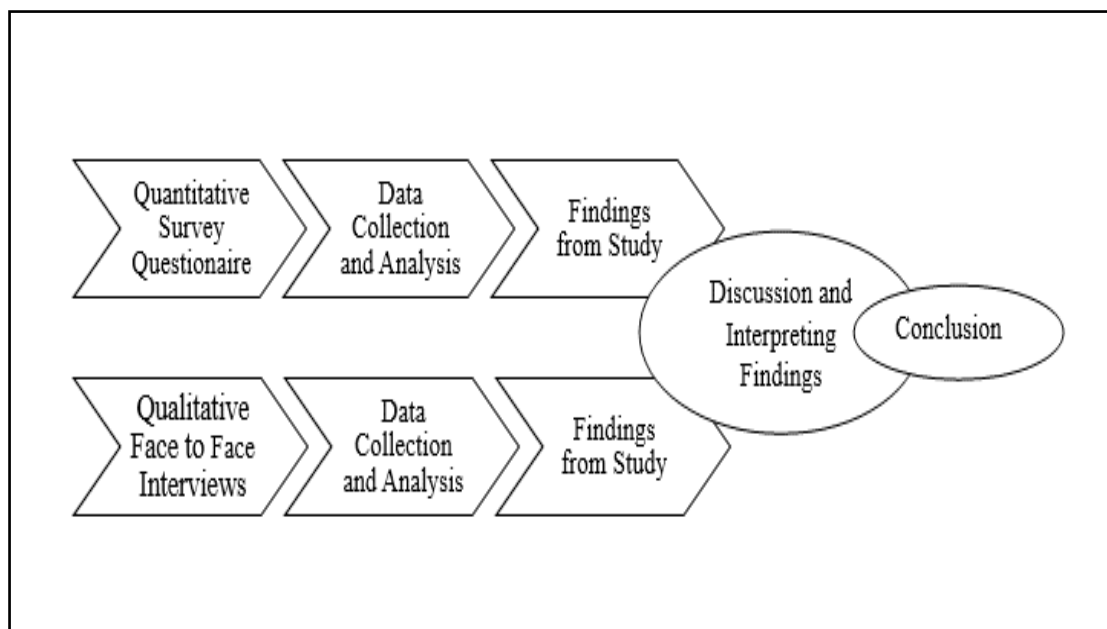 Quantitative
Survey
Questionaire
Data
Collection
and Analysis
Findings
from Study
Discussion and
Interpreting
Findings
Conclusion
Qualitative
Face to Face
Interviews
Data
Collection
and Analysis
Findings
from Study